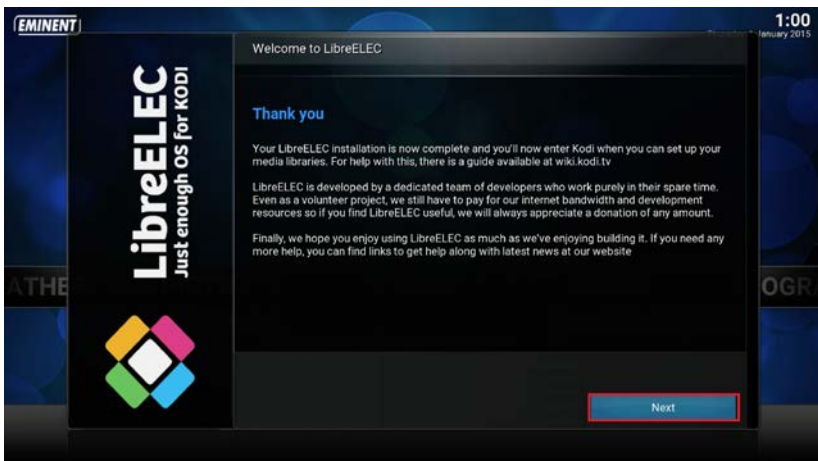 EMINENT
1:00
January 2015
Welcome to LibreELEC
LibreELEC
Just enough OS for KODI
Thank you
Your LibreELEC installation is now complete and you'll now enter Kodi when you can set up your
media libraries. For help with this, there is a guide available at wiki.kodi.tv
LibreELEC is developed by a dedicated team of developers who work purely in their spare time.
Even as a volunteer project, we still have to pay for our internet bandwidth and development
resources so if you find LibreELEC useful, we will always appreciate a donation of any amount.
Finally, we hope you enjoy using LibreELEC as much as we've enjoying building it. If you need any
more help, you can find links to get help along with latest news at our website
ATHE
OGR
Next